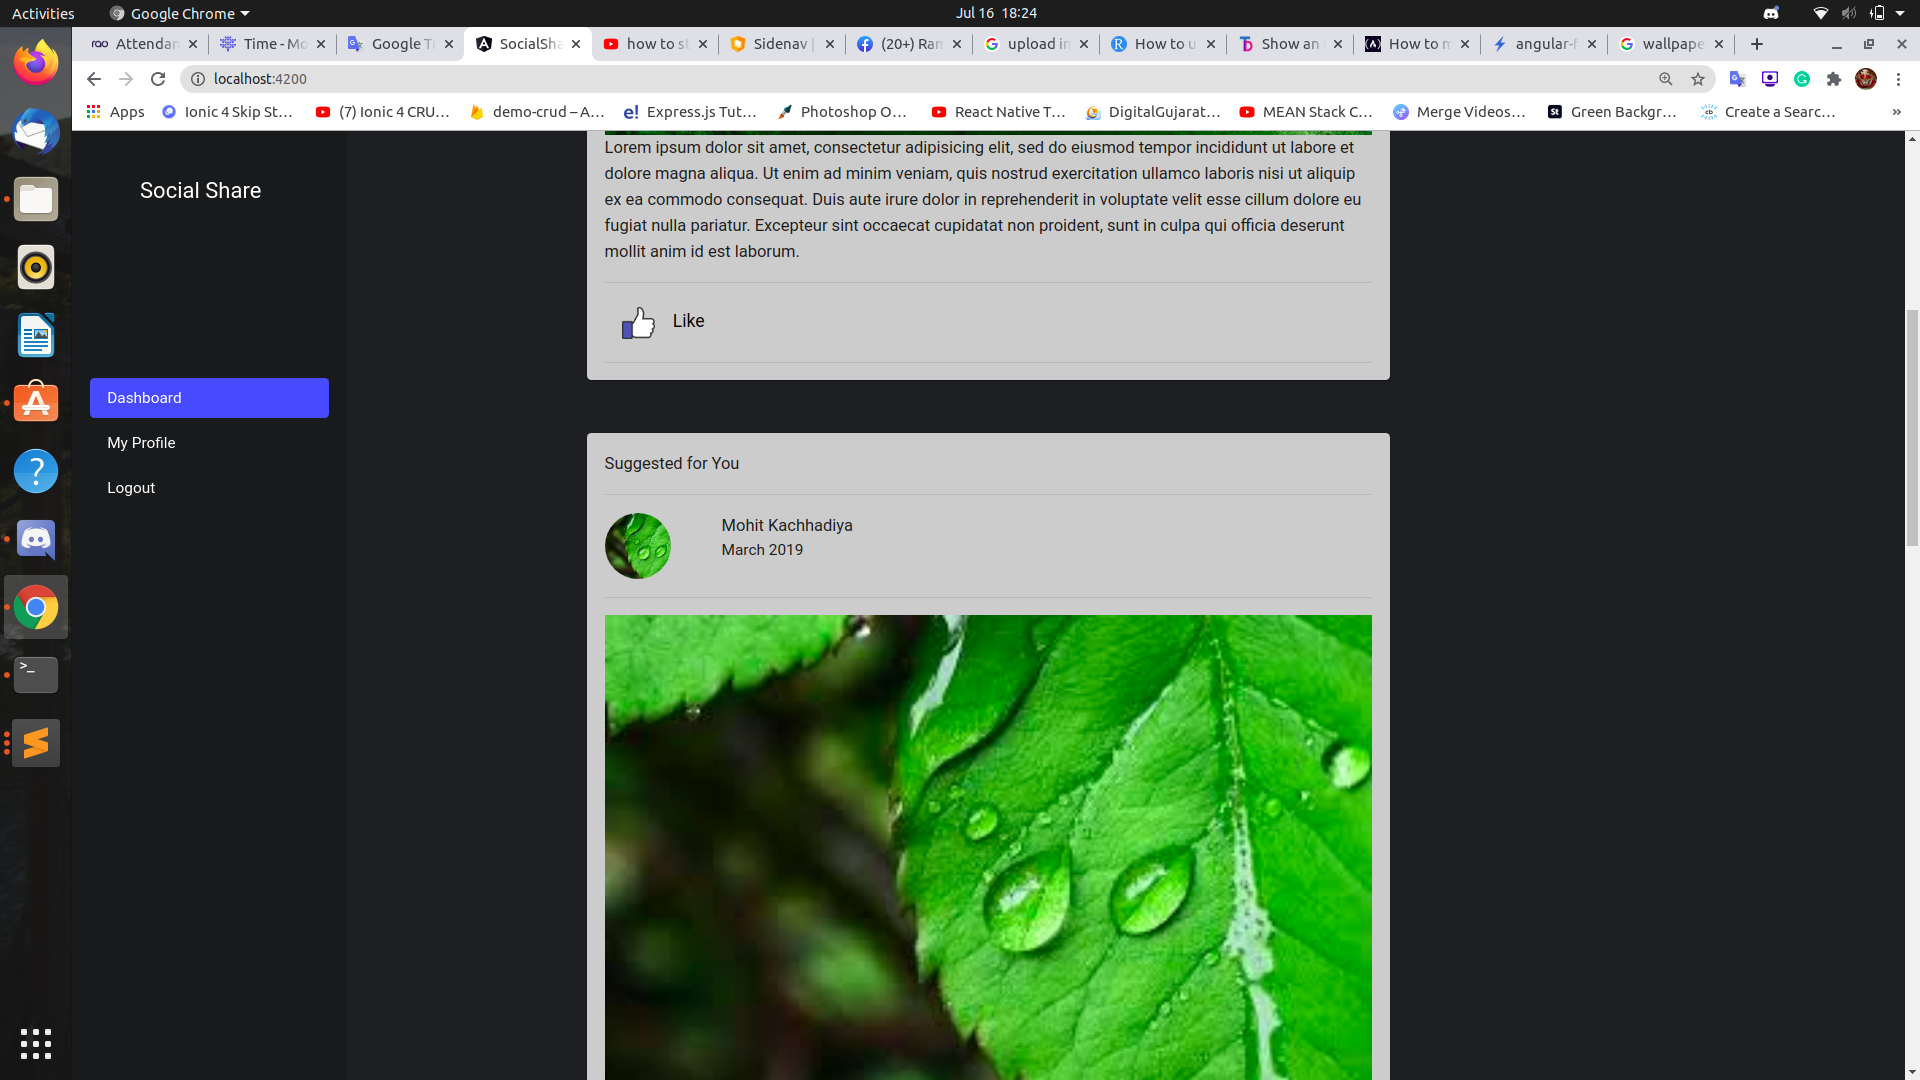 Activities
Google Chrome
Jul 16 18:24
Attendan
Time - Mo
Google Tr
SocialSha
how to st
Sidenav |
(20+) Ram
upload im
How to u
Show an
How to m
angular-f
wallpape
localhost:4200
Apps
Ionic 4 Skip St…
(7) Ionic 4 CRU…
demo-crud – A…
Express.js Tut…
Photoshop O…
React Native T…
DigitalGujarat…
MEAN Stack C…
Merge Videos…
Green Backgr…
Create a Searc…
Social Share
Dashboard
My Profile
Logout
Lorem ipsum dolor sit amet, consectetur adipisicing elit, sed do eiusmod tempor incididunt ut labore et
dolore magna aliqua. Ut enim ad minim veniam, quis nostrud exercitation ullamco laboris nisi ut aliquip
ex ea commodo consequat. Duis aute irure dolor in reprehenderit in voluptate velit esse cillum dolore eu
fugiat nulla pariatur. Excepteur sint occaecat cupidatat non proident, sunt in culpa qui officia deserunt
mollit anim id est laborum.
Like
Suggested for You
Mohit Kachhadiya
March 2019